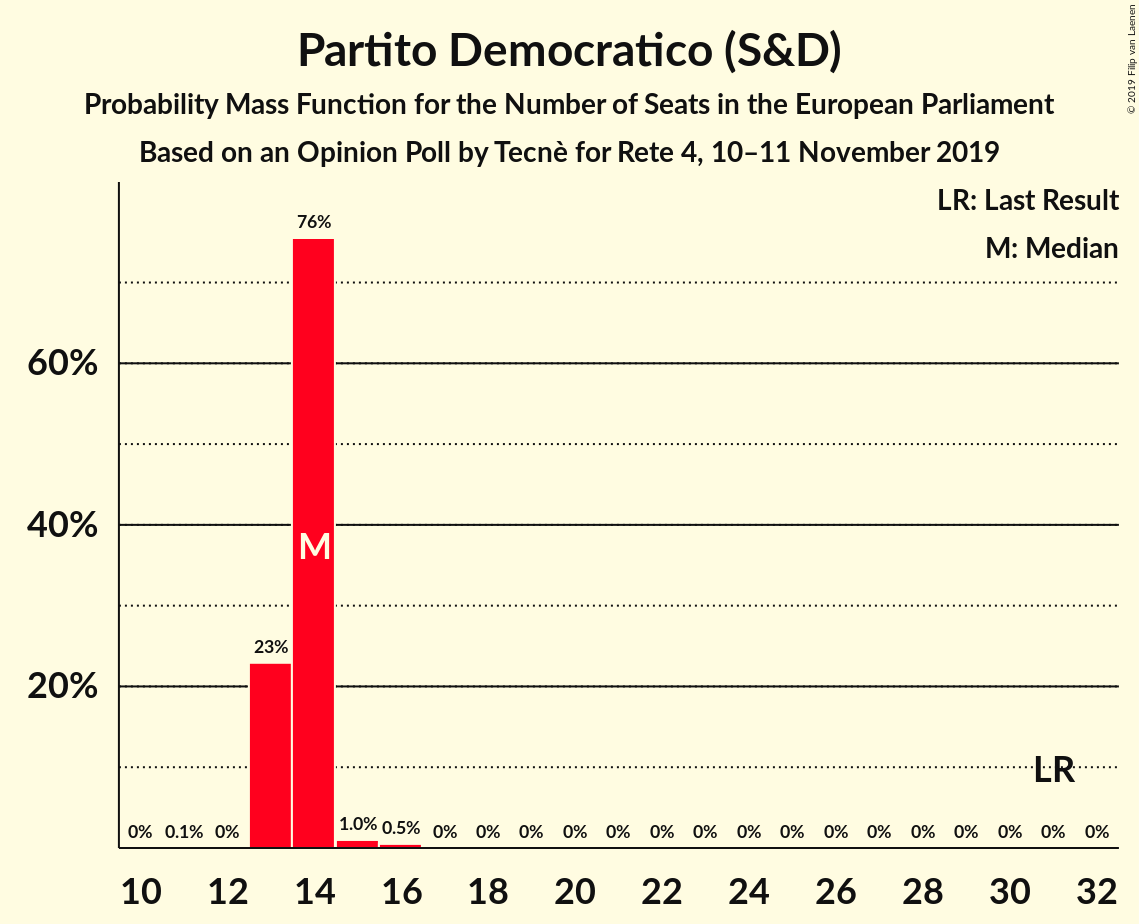 Partito Democratico (S&D)
Probability Mass Function for the Number of Seats in the European Parliament
Based on an Opinion Poll by Tecnè for Rete 4, 10–11 November 2019
© 2019 Filip van Laenen
LR: Last Result
M: Median
76%
60%
40%
M
23%
20%
LR
0% 0.1% 0% 1.0% 0.5% 0% 0% 0% 0% 0% 0% 0% 0% 0% 0% 0% 0% 0% 0% 0% 0%
10 12 14 16 18 20 22 24 26 28 30 32